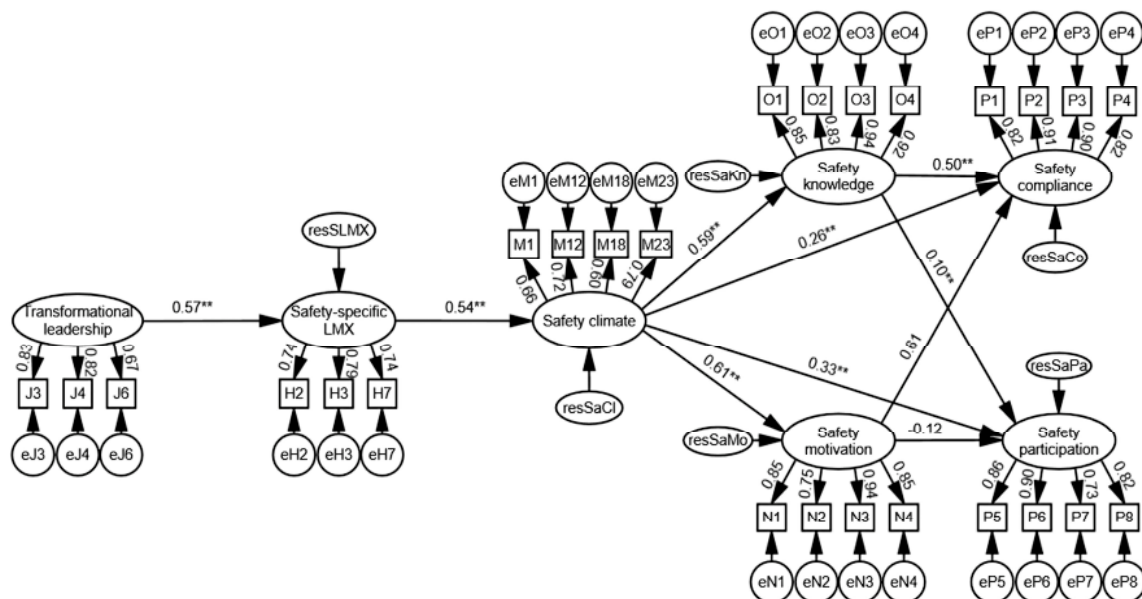 eO1 eO2 eO3 eO4
eP1 eP2 eP3 eP4
O1 O2 O3 O4
P1 P2 P3 P4
0.85 0.83 0.94 0.92
0.82 0.91 0.90 0.82
resSaKn
Safety
knowledge
0.50**
Safety
compliance
eM1 eM12 eM18 eM23
M1 M12 M18 M23
0.66 0.72 0.60 0.79
resSLMX
0.59**
0.26**
0.10**
resSaCo
Transformational
leadership
0.57**
Safety-specific
LMX
0.54**
Safety climate
0.83 0.82 0.67
J3 J4 J6
eJ3 eJ4 eJ6
0.74 0.79 0.74
H2 H3 H7
eH2 eH3 eH7
resSaCl
0.61**
0.33**
0.61
resSaPa
resSaMo
Safety
motivation
-0.12
Safety
participation
0.85 0.75 0.94 0.85
0.86 0.90 0.73 0.82
N1 N2 N3 N4
P5 P6 P7 P8
eN1 eN2 eN3 eN4
eP5 eP6 eP7 eP8